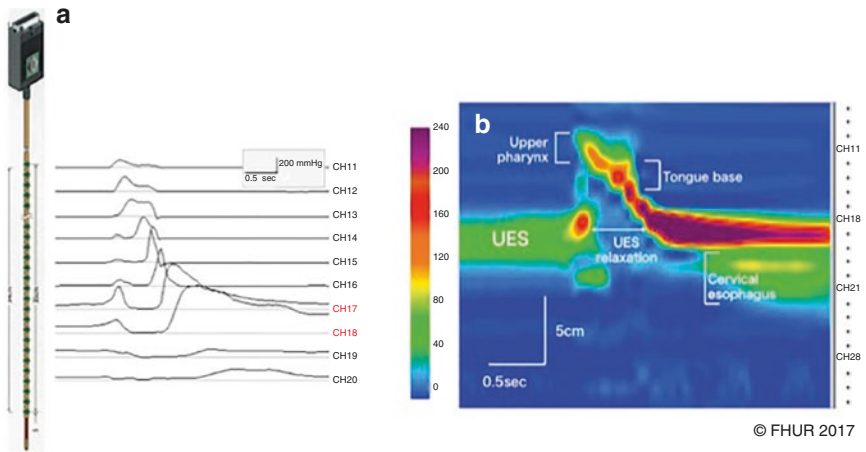 a
200 mmHg
0.5 sec
CH11
CH12
CH13
CH14
CH15
CH16
CH17
CH18
CH19
CH20
b
240
200
160
120
80
40
0
Upper
pharynx
Tongue base
UES
UES
relaxation
Cervical
esophagus
5cm
0.5sec
CH11
CH18
CH21
CH28
© FHUR 2017